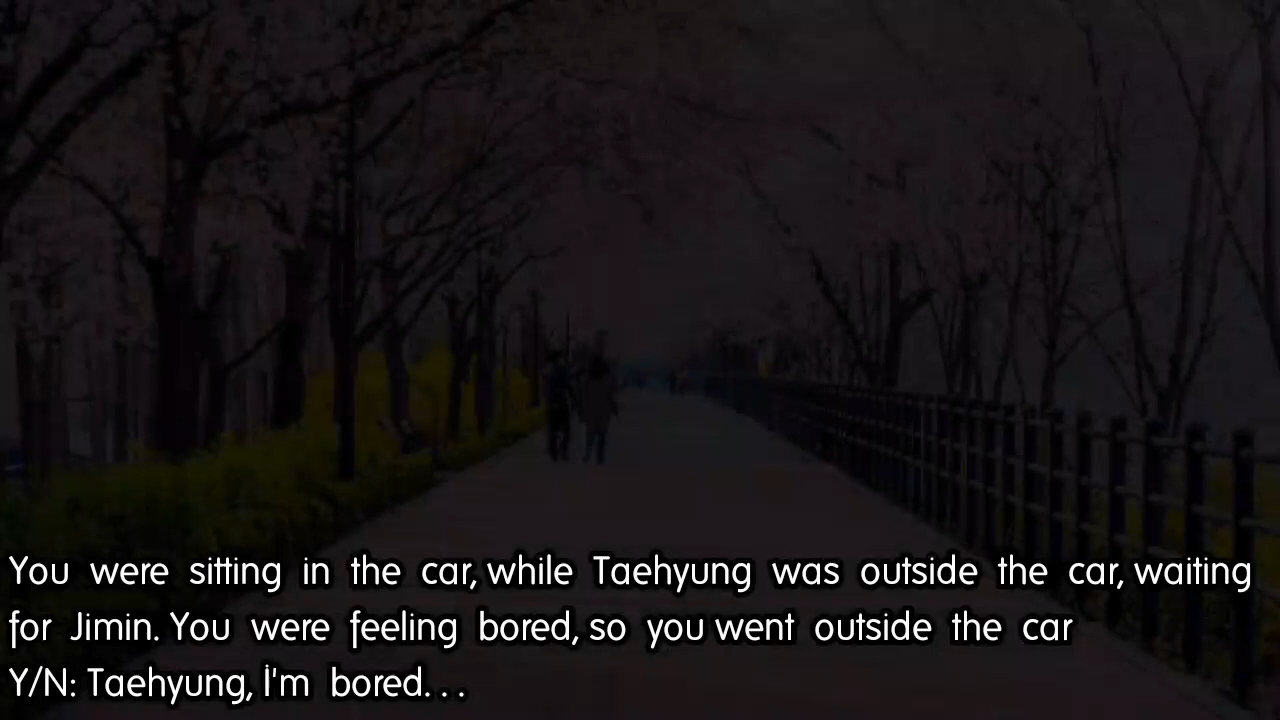 You were sitting in the car, while Taehyung was outside the car, waiting
for Jimin. You were feeling bored, so you went outside the car
Y/N: Taehyung, I'm bored. . .